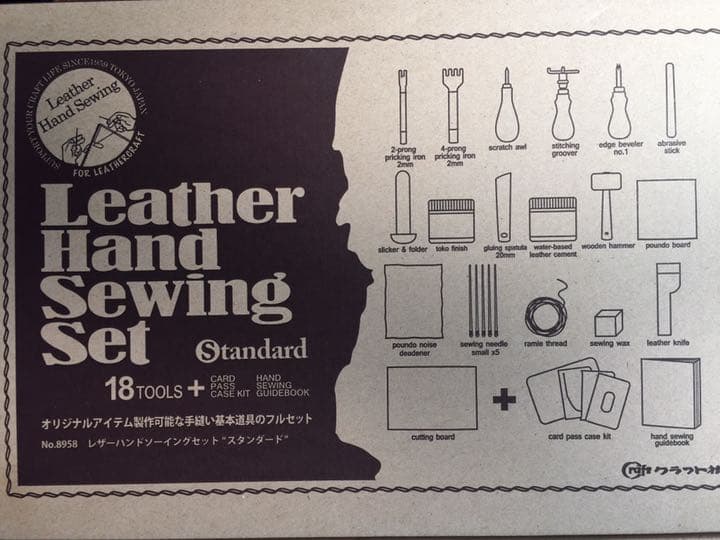 SUPPORT YOUR CRAFT LIFE SINCE 1959 TOKYO JAPAN
Leather
Hand Sewing
FOR LEATHERCRAFT
Leather
Hand
Sewing
Set
Standard
18 TOOLS + CARD PASS CASE KIT HAND SEWING GUIDEBOOK
オリジナルアイテム製作可能な手縫い基本道具のフルセット
No.8958 レザーハンドソーイングセット "スタンダード"
2-prong pricking iron 2mm
4-prong pricking iron 2mm
scratch awl
stitching groover
edge beveler no.1
abrasive stick
slicker & folder
toko finish
gluing spatula 20mm
water-based leather cement
wooden hammer
poundo board
poundo noise deadener
sewing needle small x5
ramie thread
sewing wax
leather knife
cutting board
+
card pass case kit
hand sewing guidebook
Craft クラフト